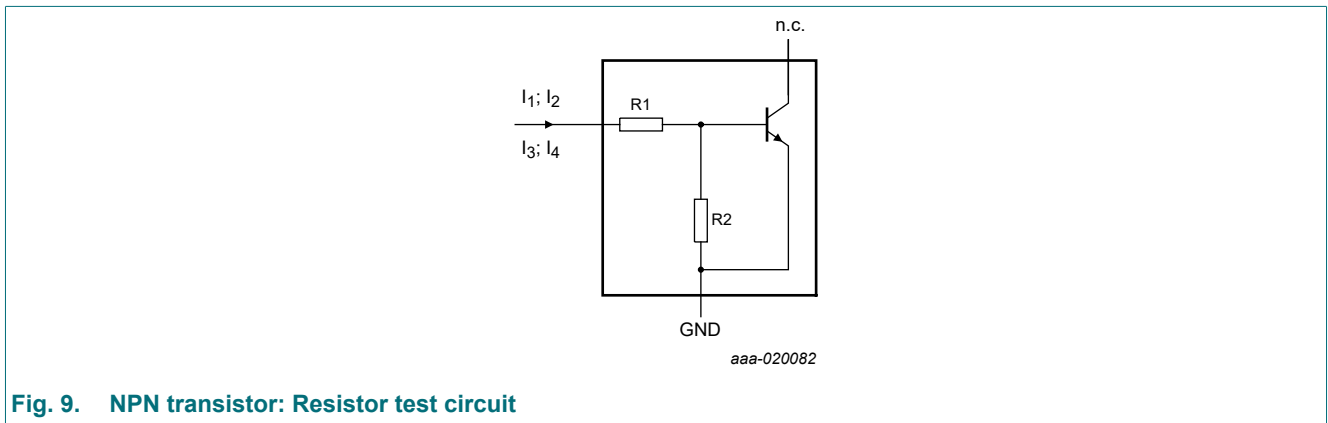 n.c.
I1; I2
R1
I3; I4
R2
GND
aaa-020082
Fig. 9. NPN transistor: Resistor test circuit